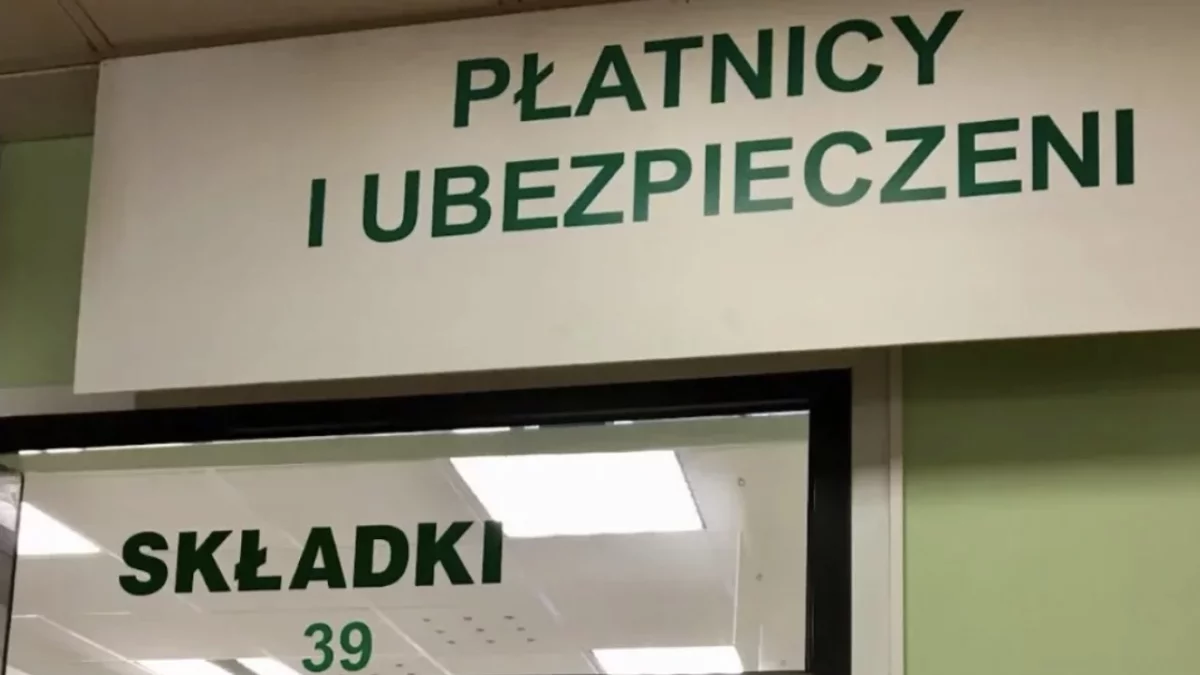 PŁATNICY
I UBEZPIECZENI
SKŁADKI
39